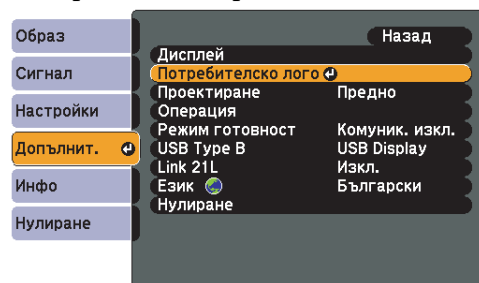 Образ
Сигнал
Настройки
Допълнит.
Инфо
Нулиране
Назад
Дисплей
Потребителско лого
Проектиране Предно
Операция
Режим готовност Комуник. изкл.
USB Type B USB Display
Link 21L Изкл.
Език Български
Нулиране